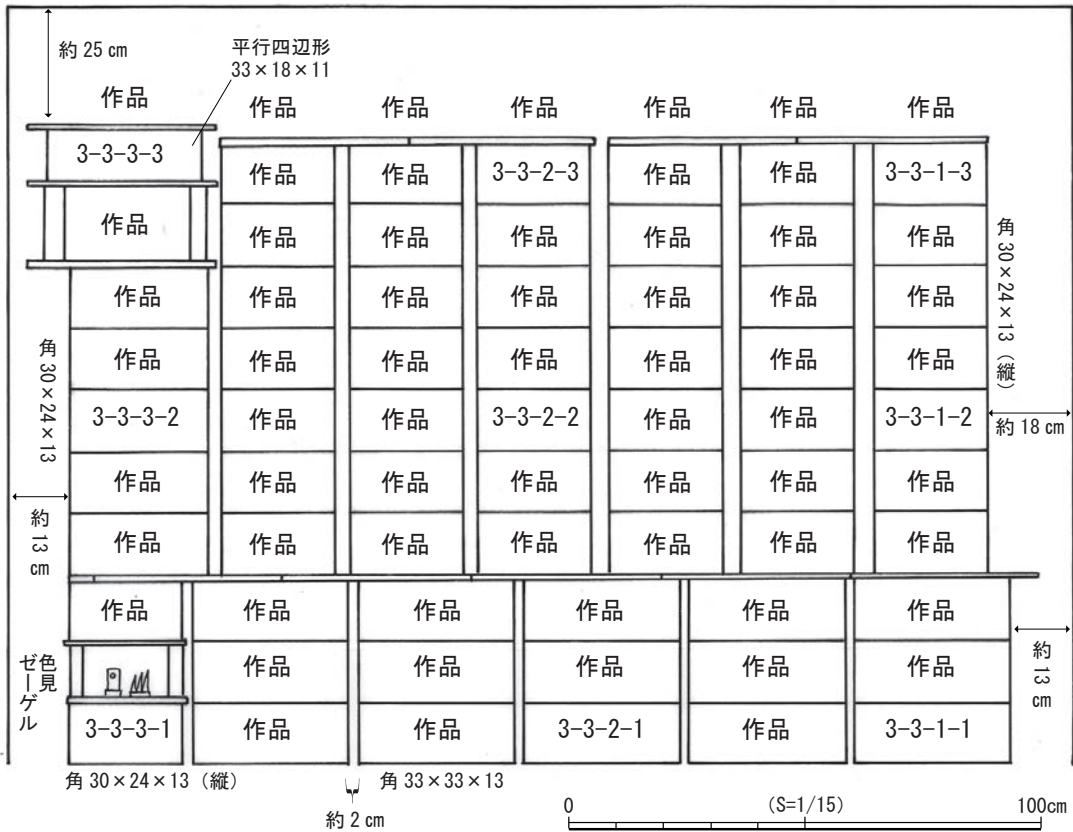 約 25 cm
平行四辺形
33×18×11
作品 作品 作品 作品 作品 作品 作品
3-3-3-3
作品 作品 3-3-2-3 作品 作品 3-3-1-3
作品
作品 作品 作品 作品 作品 作品
作品 作品 作品 作品 作品 作品 作品
作品 作品 作品 作品 作品 作品 作品
3-3-3-2 作品 作品 3-3-2-2 作品 作品 3-3-1-2
作品 作品 作品 作品 作品 作品 作品
作品 作品 作品 作品 作品 作品 作品
角 30×24×13
角 30×24×13 (縦)
約 18 cm
約 13 cm
作品 作品 作品 作品 作品 作品
作品 作品 作品 作品 作品
3-3-3-1 作品 作品 3-3-2-1 作品 3-3-1-1
色見
ゼーゲル
約 13 cm
角 30×24×13 (縦)
角 33×33×13
約 2 cm
0 (S=1/15) 100cm